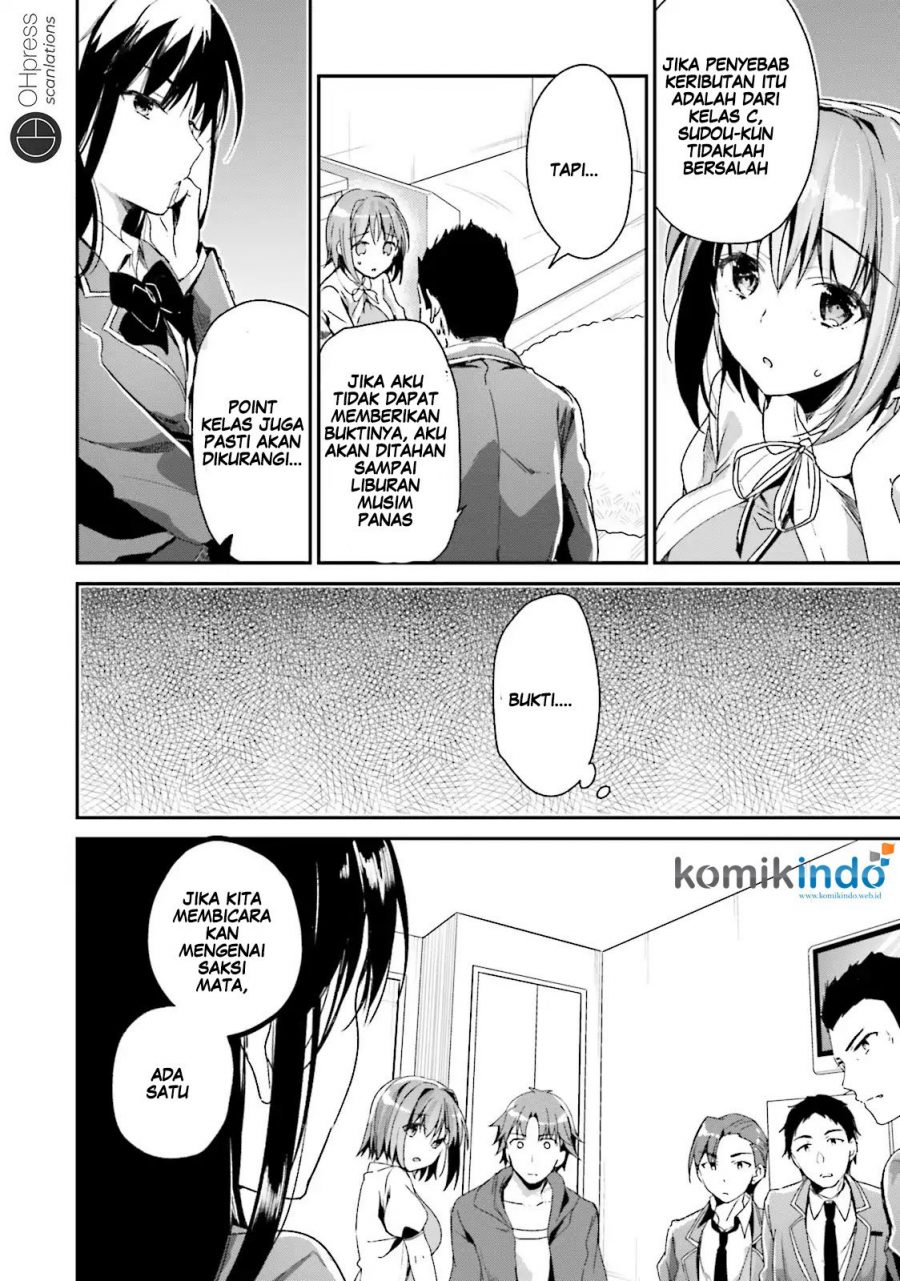 OHpress
scanlations
JIKA PENYEBAB
KERIBUTAN ITU
ADALAH DARI
KELAS C,
SUDOU-KUN
TIDAKLAH
BERSALAH
TAPI...
JIKA AKU
TIDAK DAPAT
MEMBERIKAN
BUKTINYA, AKU
AKAN DITAHAN
SAMPAI
LIBURAN
MUSIM
PANAS
POINT
KELAS JUGA
PASTI AKAN
DIKURANGI...
BUKTI....
komikindo
www.komikindo.web.id
JIKA KITA
MEMBICARA
KAN
MENGENAI
SAKSI
MATA,
ADA
SATU